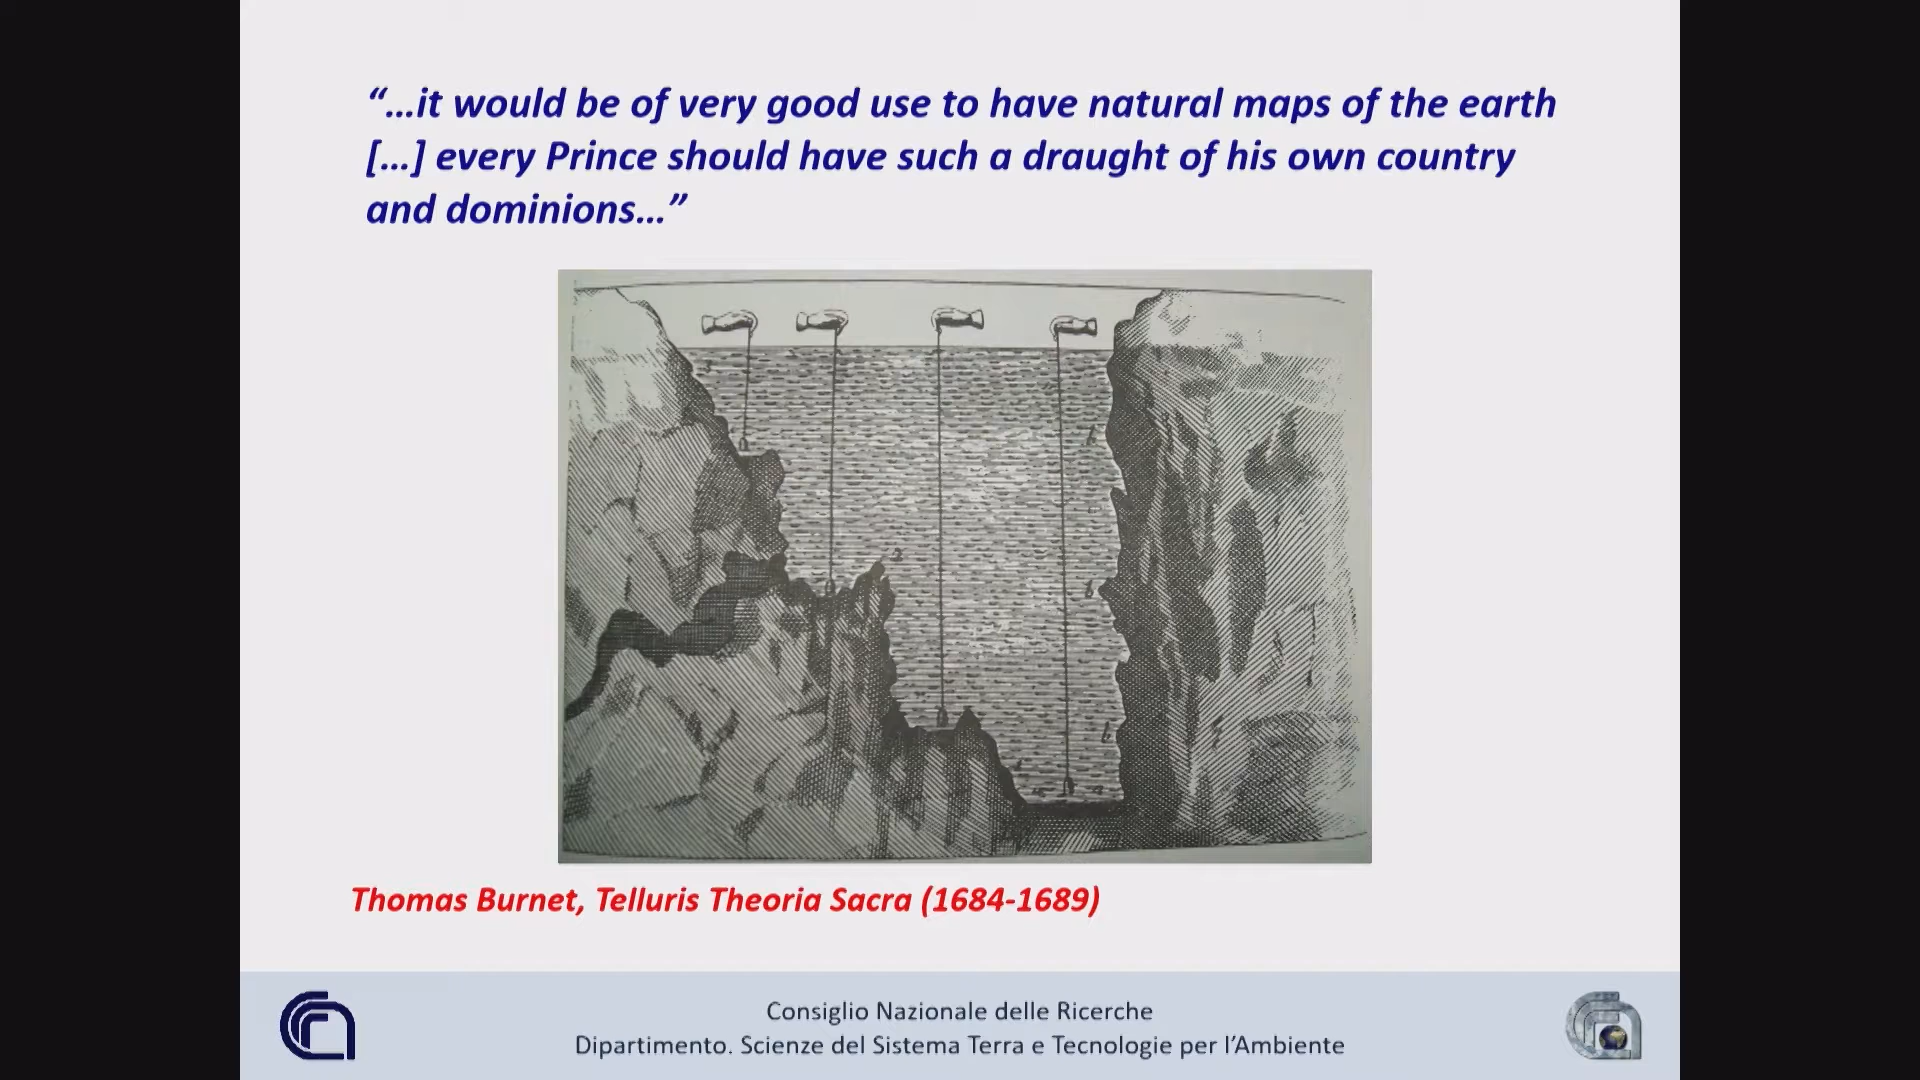 “...it would be of very good use to have natural maps of the earth
[...] every Prince should have such a draught of his own country
and dominions...”
Thomas Burnet, Telluris Theoria Sacra (1684-1689)
Consiglio Nazionale delle Ricerche
Dipartimento. Scienze del Sistema Terra e Tecnologie per l’Ambiente